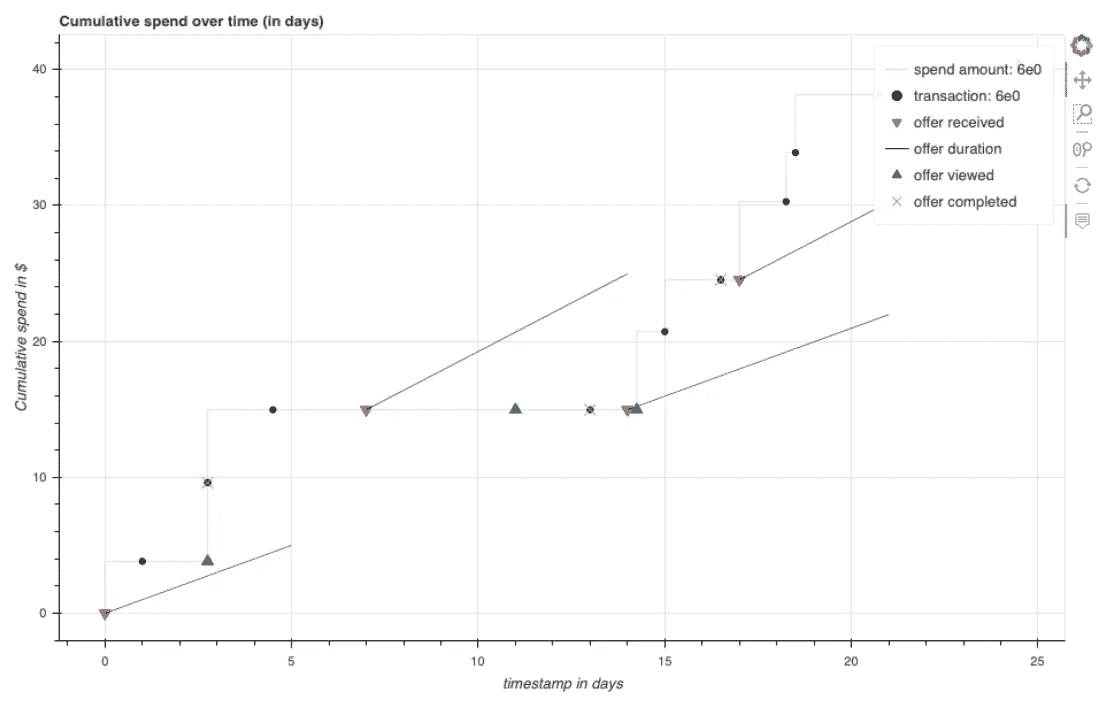 Cumulative spend over time (in days)
40
30
20
10
0
Cumulative spend in $
0 5 10 15 20 25
timestamp in days
spend amount: 6e0
transaction: 6e0
offer received
offer duration
offer viewed
offer completed